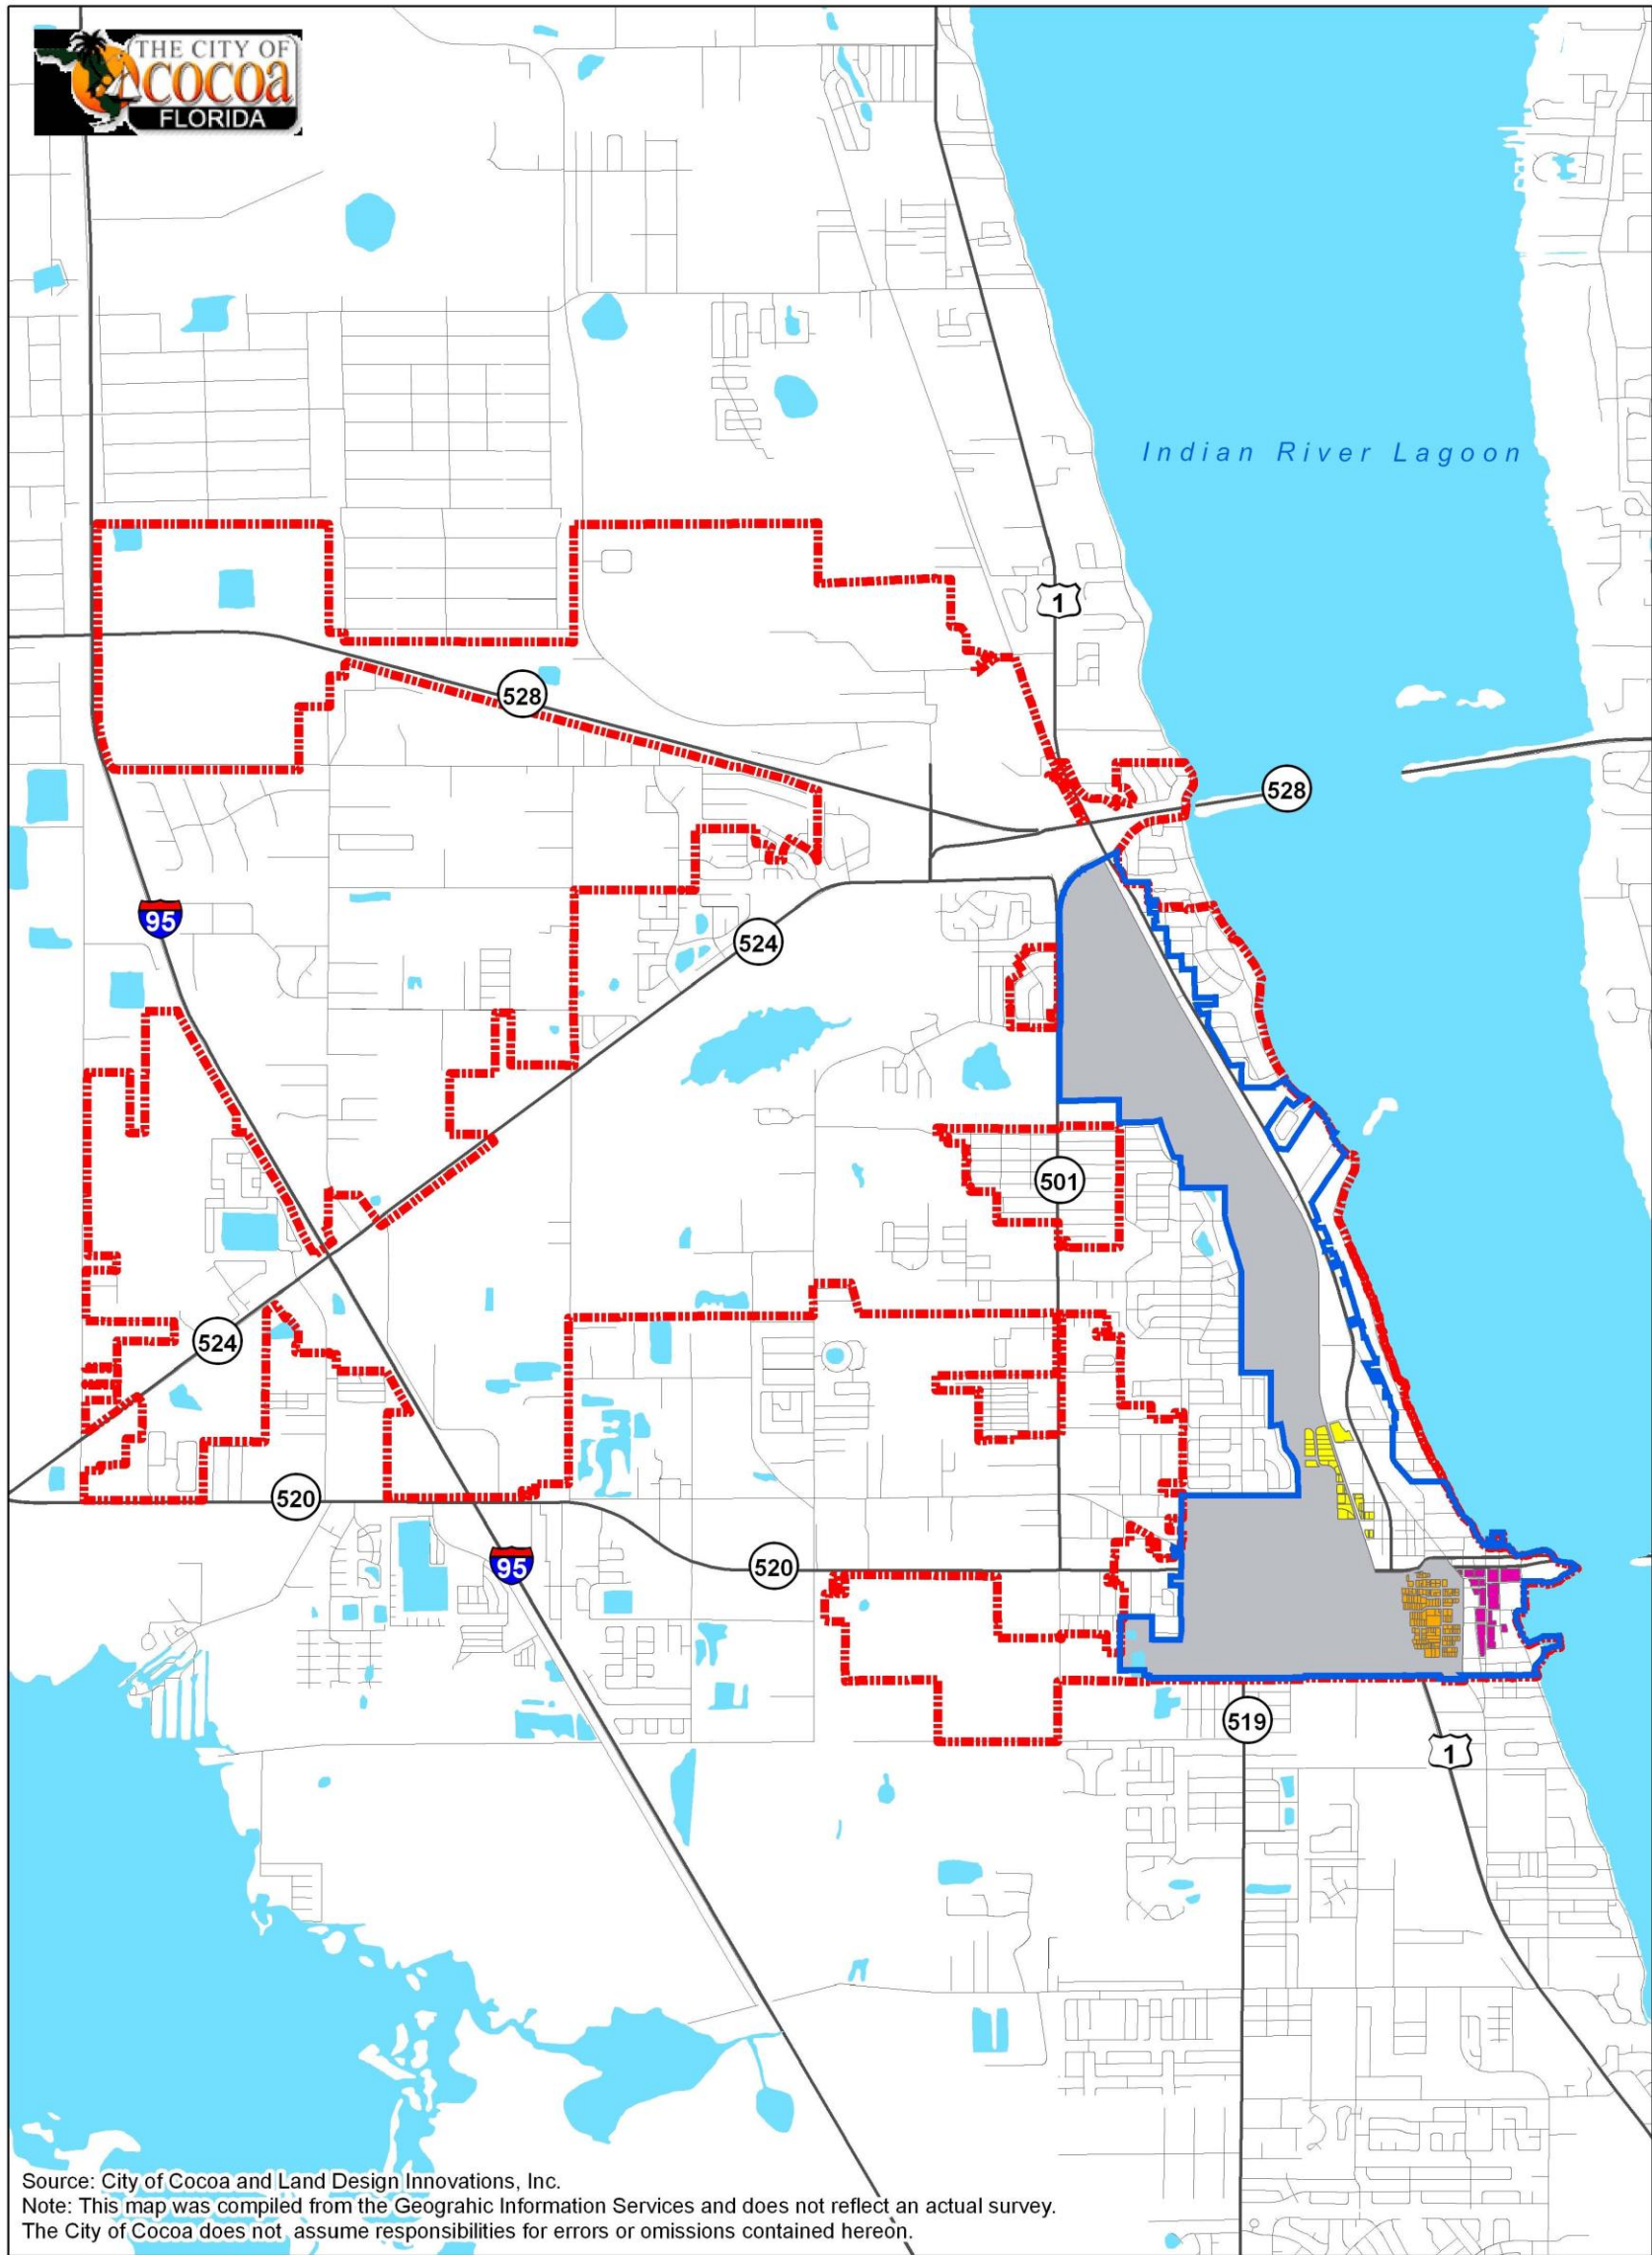 THE CITY OF
COCOA
FLORIDA
Indian River Lagoon
1
528
528
95
524
501
524
520
95
520
519
1
Source: City of Cocoa and Land Design Innovations, Inc.
Note: This map was compiled from the Geograhic Information Services and does not reflect an actual survey.
The City of Cocoa does not assume responsibilities for errors or omissions contained hereon.